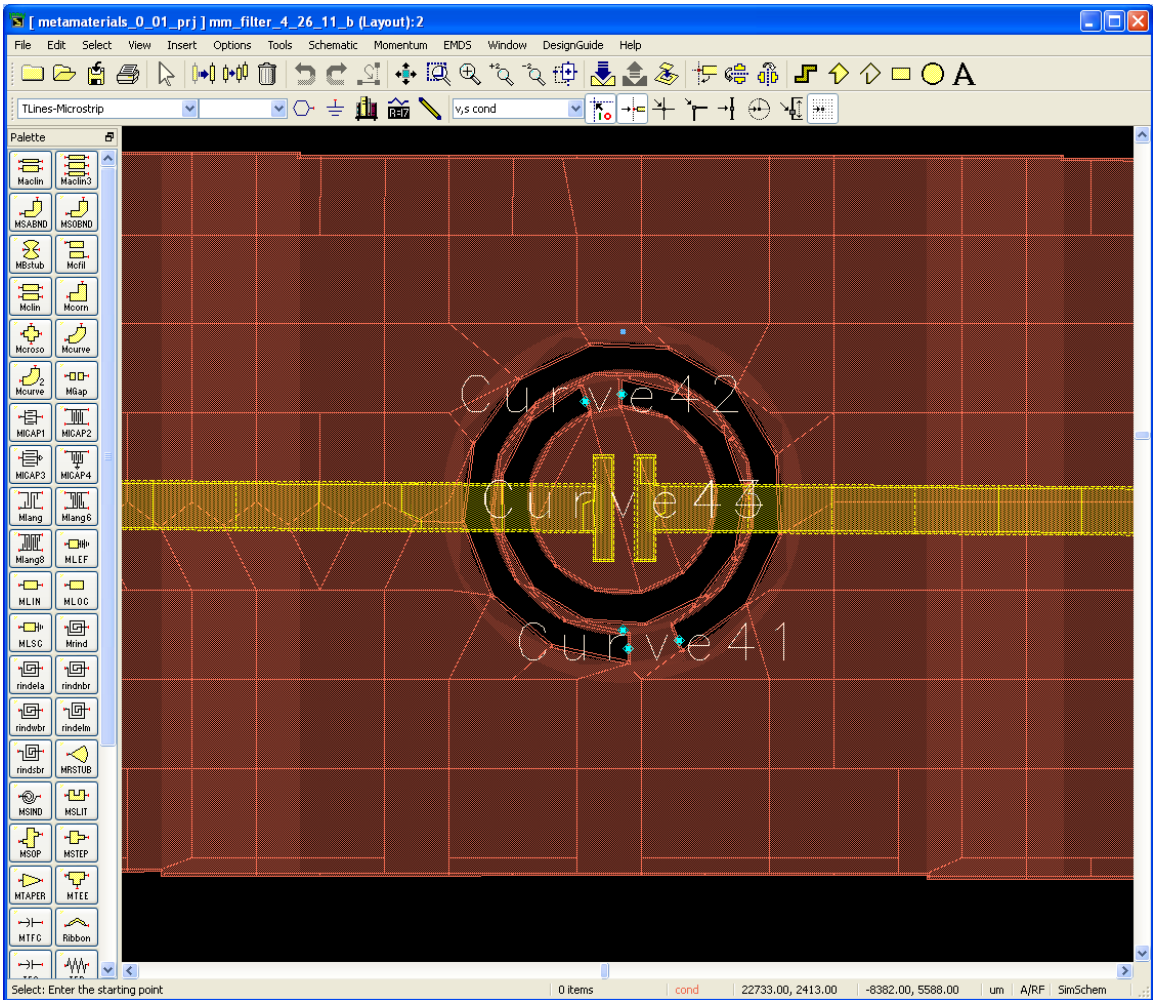 [ metamaterials_0_01_prj ] mm_filter_4_26_11_b (Layout):2
File Edit Select View Insert Options Tools Schematic Momentum EMDS Window DesignGuide Help
A
TLines-Microstrip v,s cond
Palette
Maclin Maclin3
MSABND MSOBND
MBstub Mcfil
Mclin Mcorn
Mcroso Mcurve
Mcurve MGap
MICAP1 MICAP2
MICAP3 MICAP4
Mlang Mlang6
Mlang8 MLEF
MLIN MLOC
MLSC Mrind
rindela rindnbr
rindwbr rindelm
rindsbr MRSTUB
MSIND MSLIT
MSOP MSTEP
MTAPER MTEE
MTFC Ribbon
Curve42
Curve43
Curve41
Select: Enter the starting point 0 items cond 22733.00, 2413.00 -8382.00, 5588.00 um A/RF SimSchem